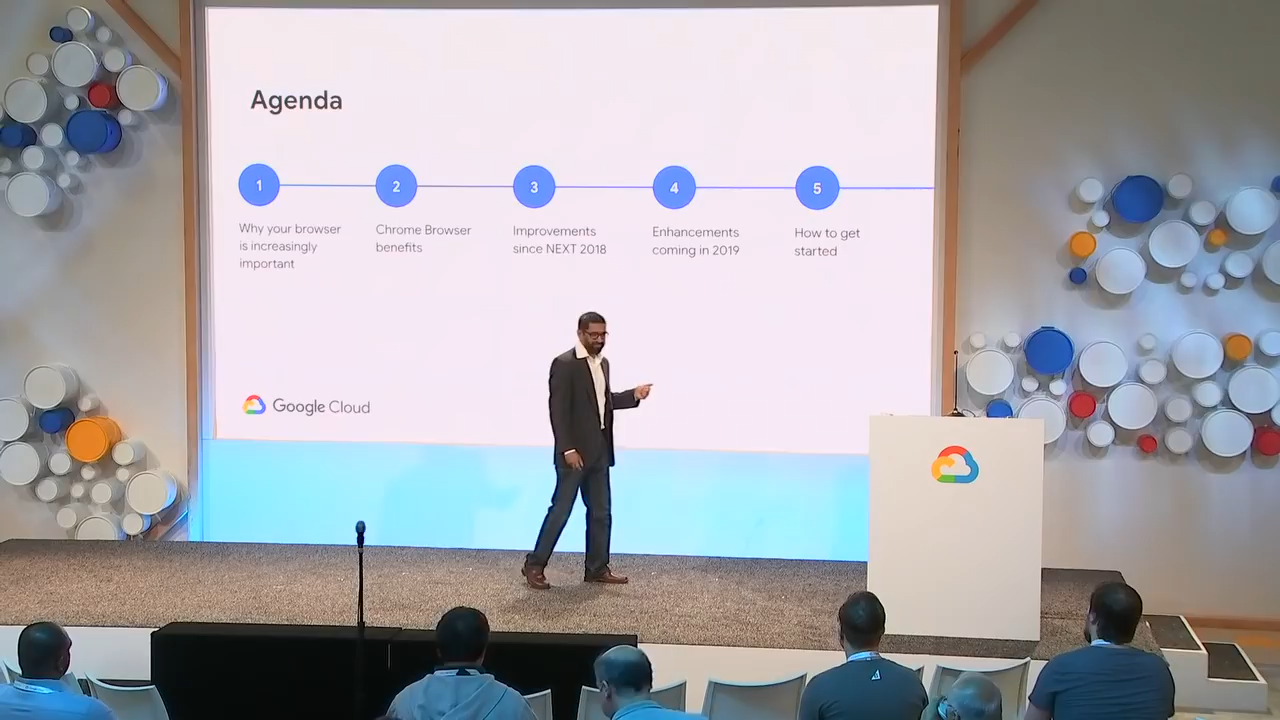 Agenda
1
2
3
4
5
Why your browser
is increasingly
important
Chrome Browser
benefits
Improvements
since NEXT 2018
Enhancements
coming in 2019
How to get
started
Google Cloud